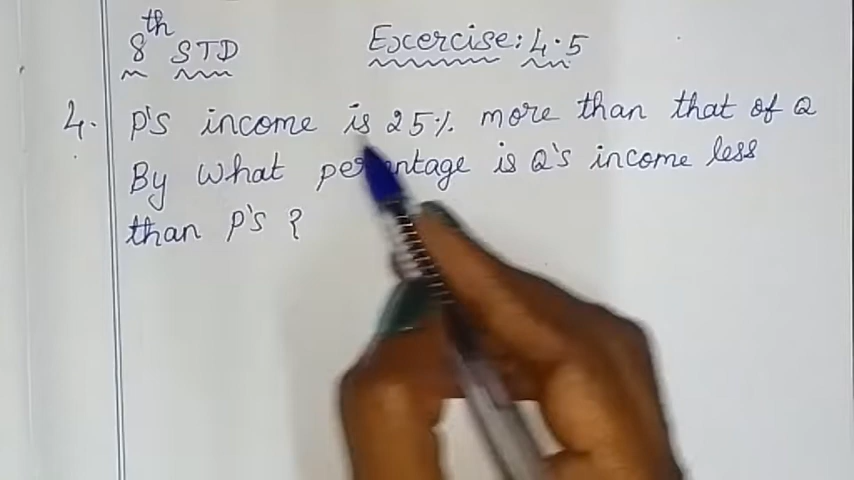 8th STD
Excercise: 4.5
4. P's income is 25% more than that of Q
By what percentage is Q's income less
than P's ?